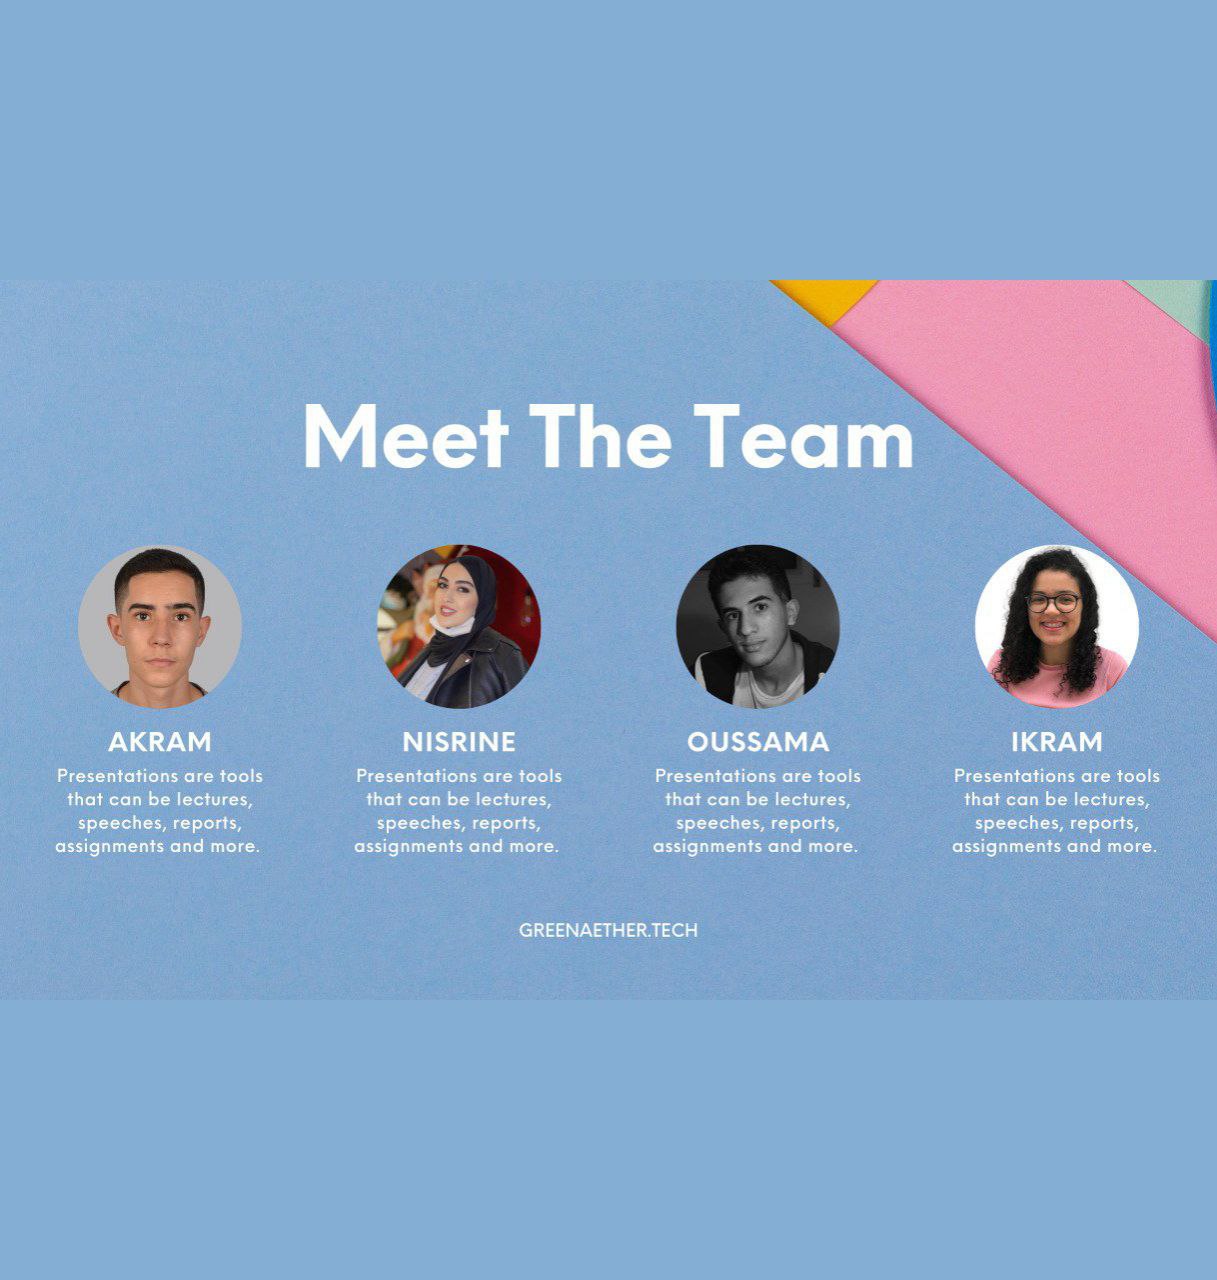 Meet The Team
AKRAM
Presentations are tools
that can be lectures,
speeches, reports,
assignments and more.
NISRINE
Presentations are tools
that can be lectures,
speeches, reports,
assignments and more.
OUSSAMA
Presentations are tools
that can be lectures,
speeches, reports,
assignments and more.
IKRAM
Presentations are tools
that can be lectures,
speeches, reports,
assignments and more.
GREENAETHER.TECH